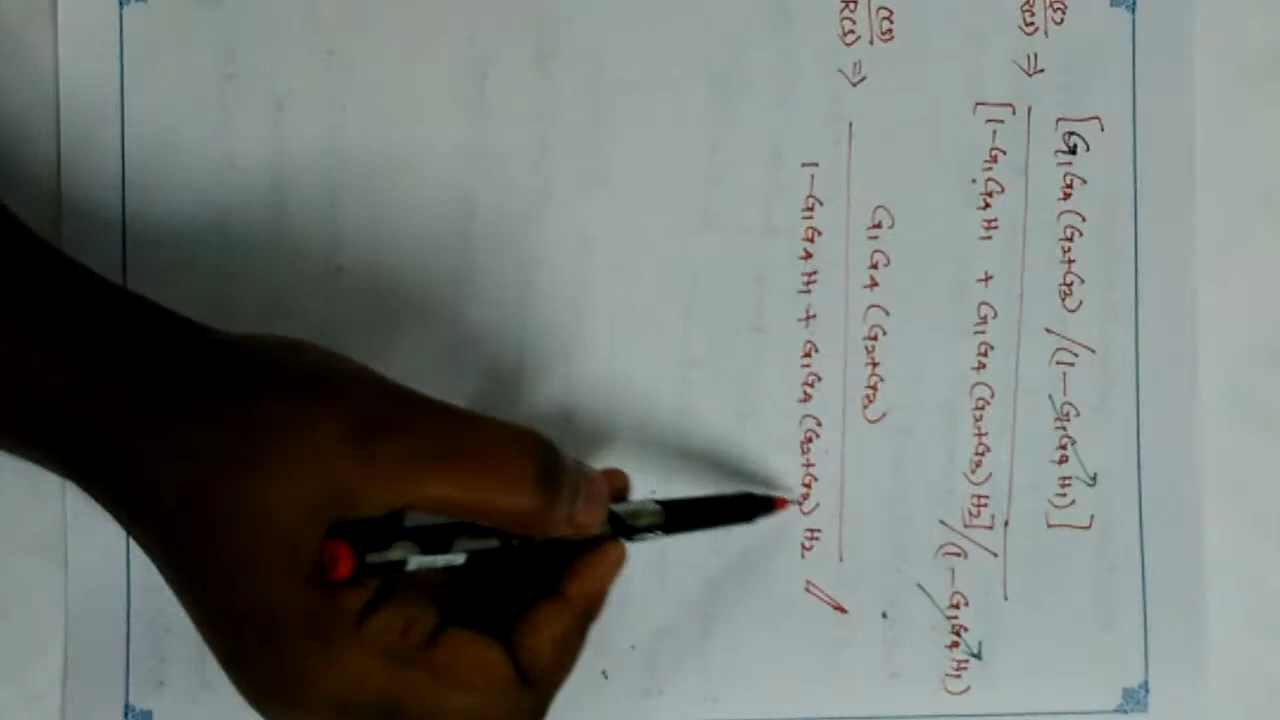 C(s)
R(s) ⇒ [G1G4(G2+G3) / (1-G1G4H1)]
[1-G1G4H1 + G1G4(G2+G3)H2] / (1-G1G4H1)
C(s)
R(s) ⇒ G1G4(G2+G3)
1-G1G4H1 + G1G4(G2+G3)H2 //